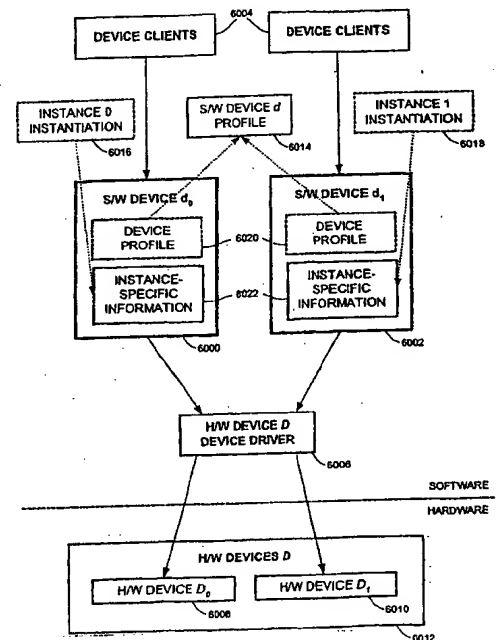 6004
DEVICE CLIENTS
DEVICE CLIENTS
INSTANCE 0
INSTANTIATION
6016
S/W DEVICE d
PROFILE
6014
INSTANCE 1
INSTANTIATION
6018
S/W DEVICE d0
DEVICE
PROFILE
6020
INSTANCE-
SPECIFIC
INFORMATION
6022
6000
S/W DEVICE d1
DEVICE
PROFILE
INSTANCE-
SPECIFIC
INFORMATION
6002
H/W DEVICE D
DEVICE DRIVER
6006
SOFTWARE
HARDWARE
H/W DEVICES D
H/W DEVICE D0
6008
H/W DEVICE D1
6010
6012